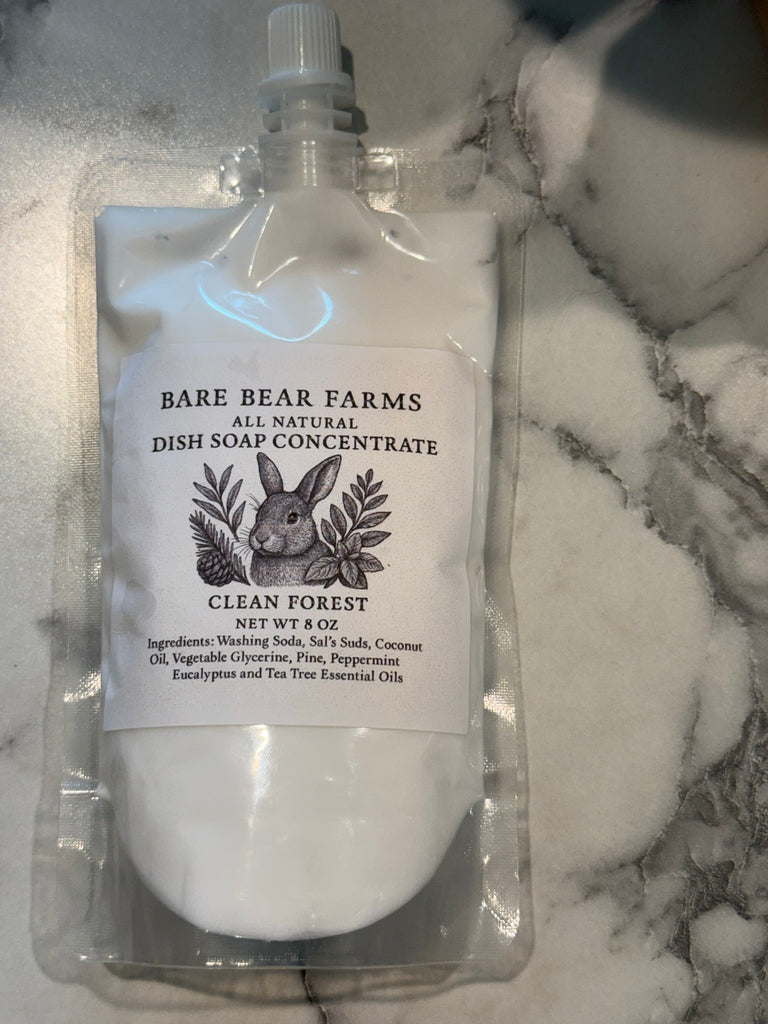 BARE BEAR FARMS
ALL NATURAL
DISH SOAP CONCENTRATE
CLEAN FOREST
NET WT 8 OZ
Ingredients: Washing Soda, Sal's Suds, Coconut
Oil, Vegetable Glycerine, Pine, Peppermint
Eucalyptus and Tea Tree Essential Oils